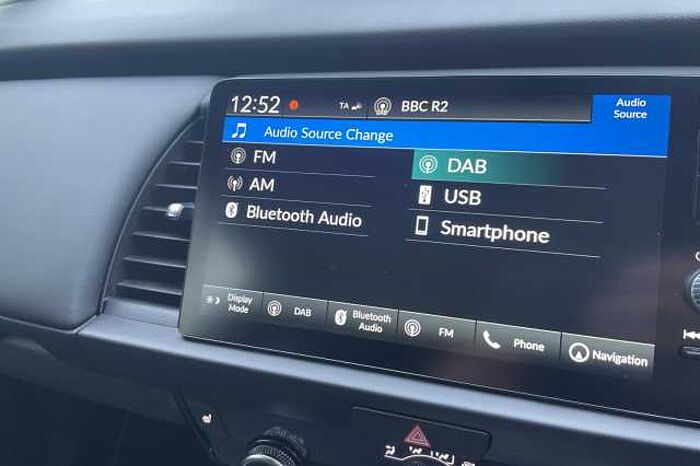 12:52 TA BBC R2 Audio Source
Audio Source Change
FM DAB
AM USB
Bluetooth Audio Smartphone
Display Mode DAB Bluetooth Audio FM Phone Navigation